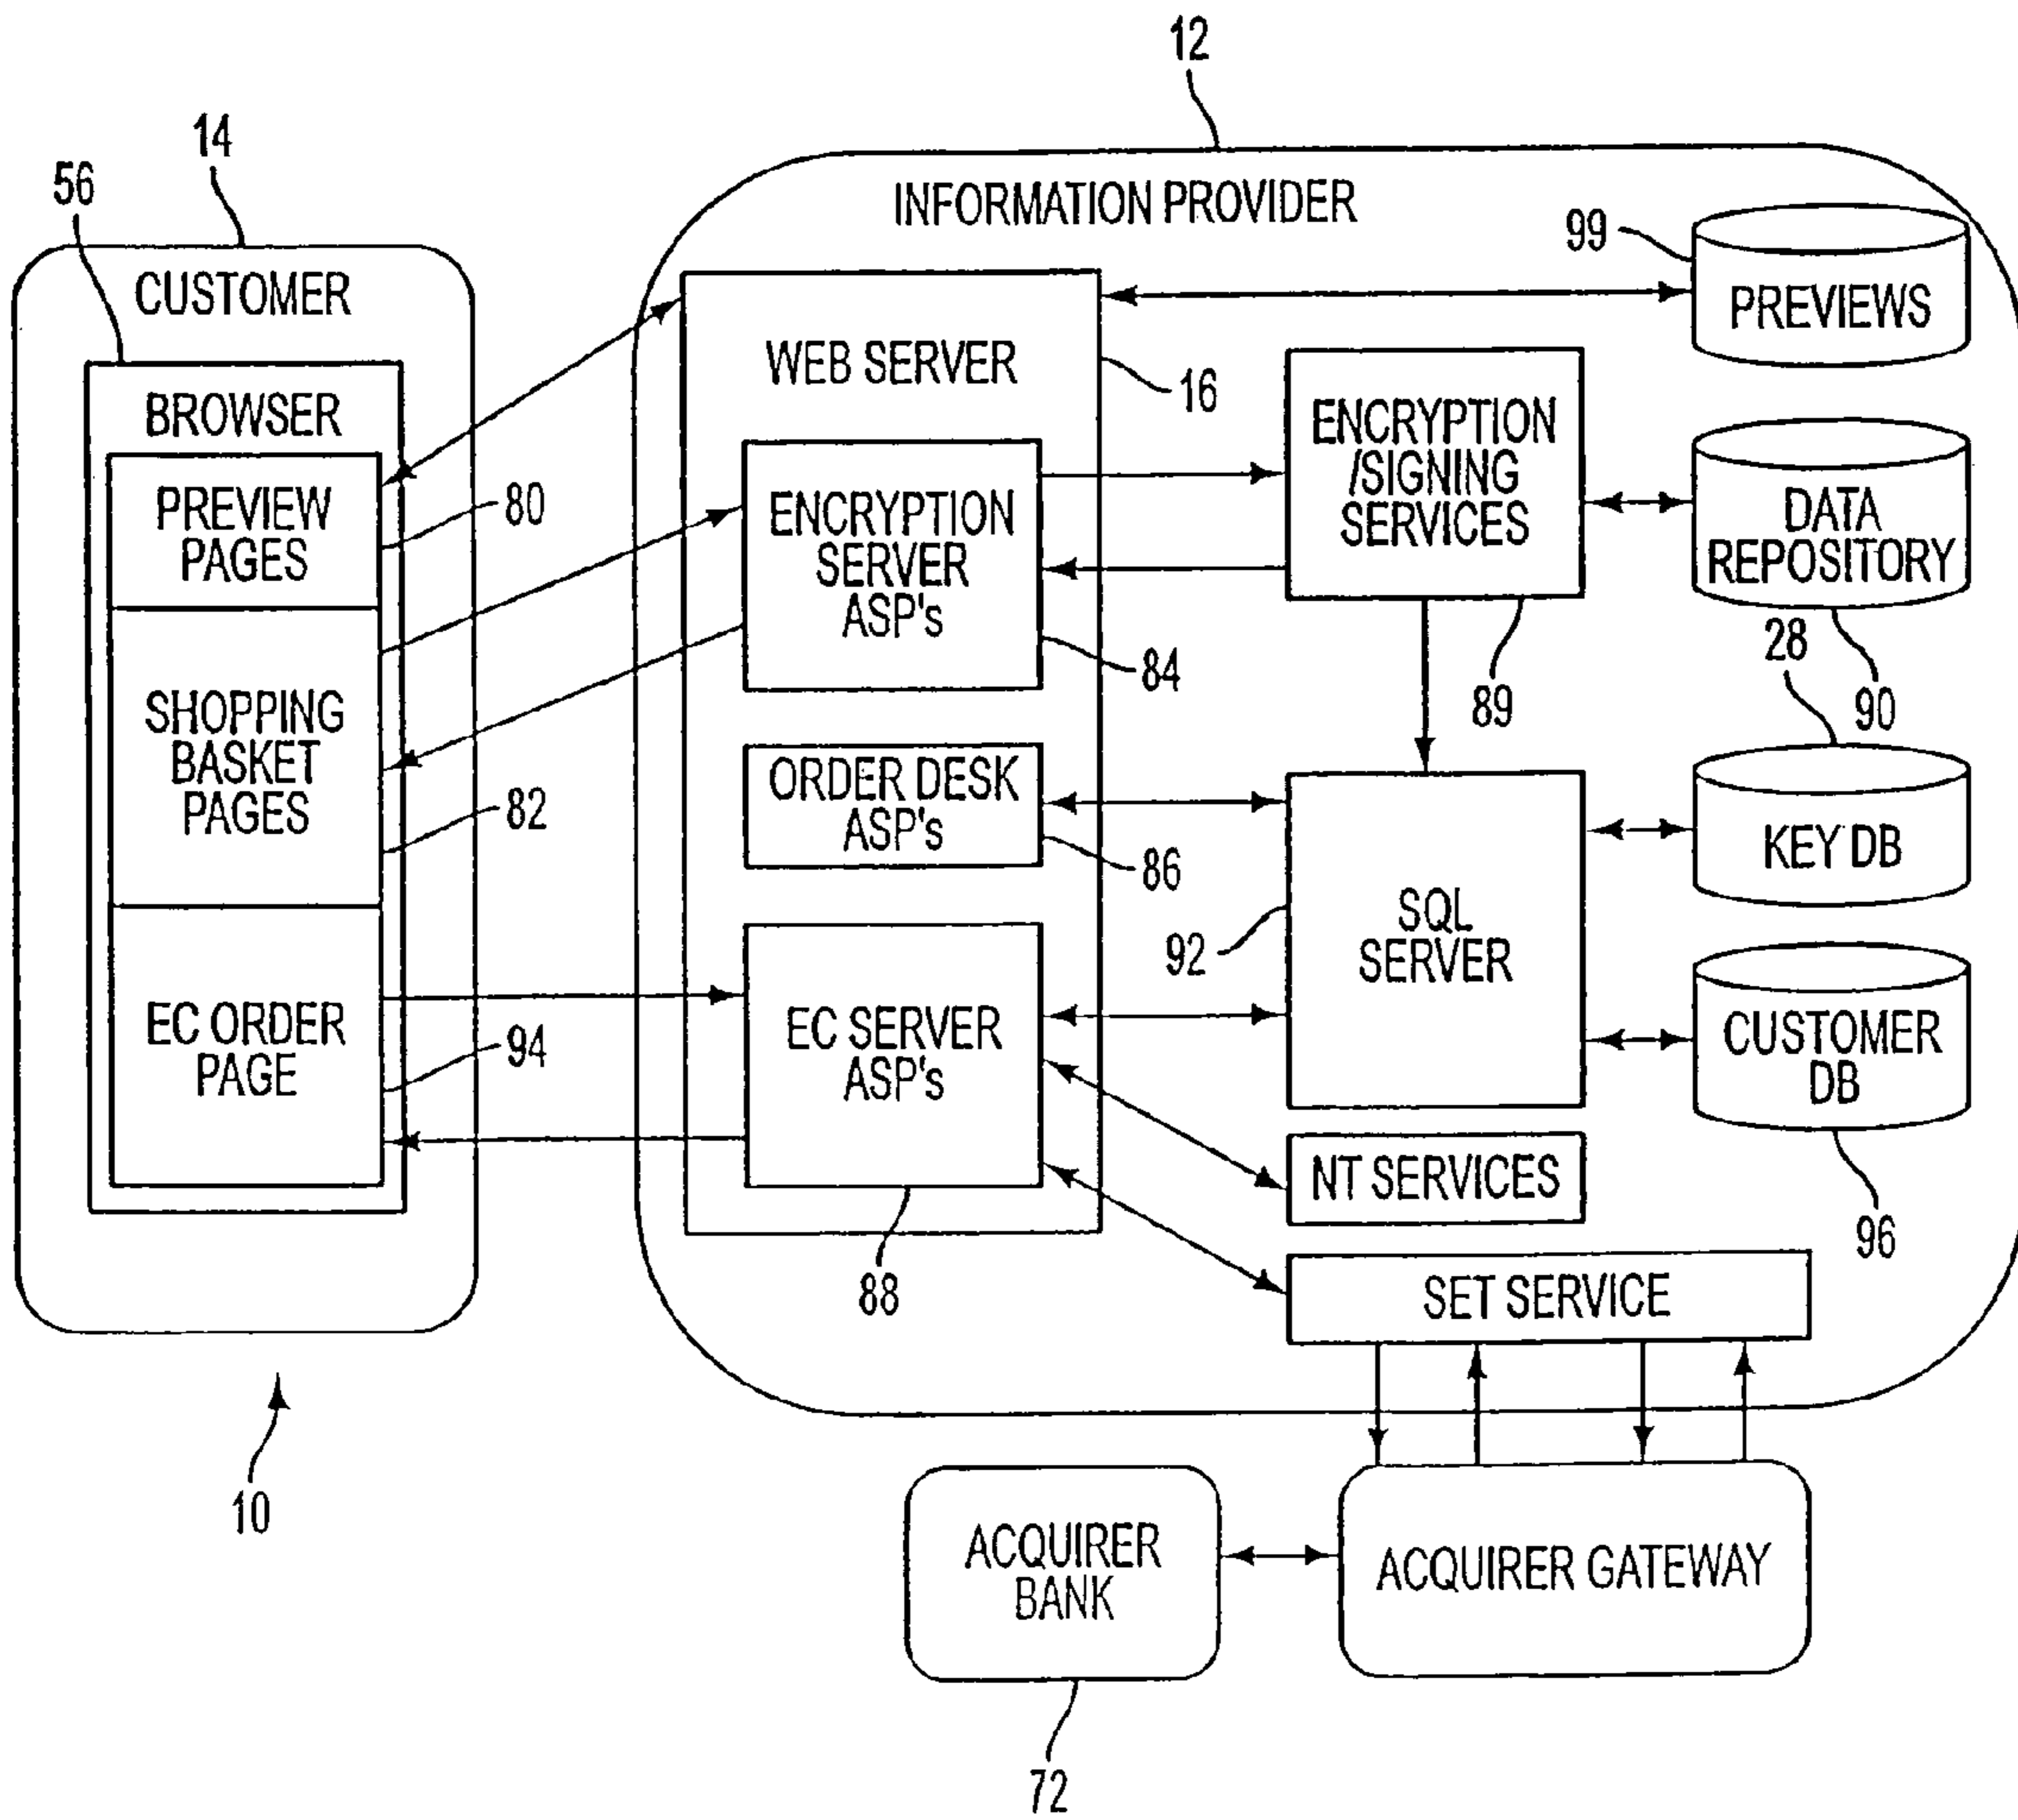 12
14
56
INFORMATION PROVIDER
99
CUSTOMER
PREVIEWS
WEB SERVER
16
BROWSER
ENCRYPTION
/SIGNING
SERVICES
PREVIEW
PAGES
80
ENCRYPTION
SERVER
ASP's
84
DATA
REPOSITORY
28
90
89
SHOPPING
BASKET
PAGES
82
ORDER DESK
ASP's
86
KEY DB
SQL
SERVER
92
EC ORDER
PAGE
94
EC SERVER
ASP's
88
CUSTOMER
DB
96
NT SERVICES
SET SERVICE
10
ACQUIRER
BANK
ACQUIRER GATEWAY
72